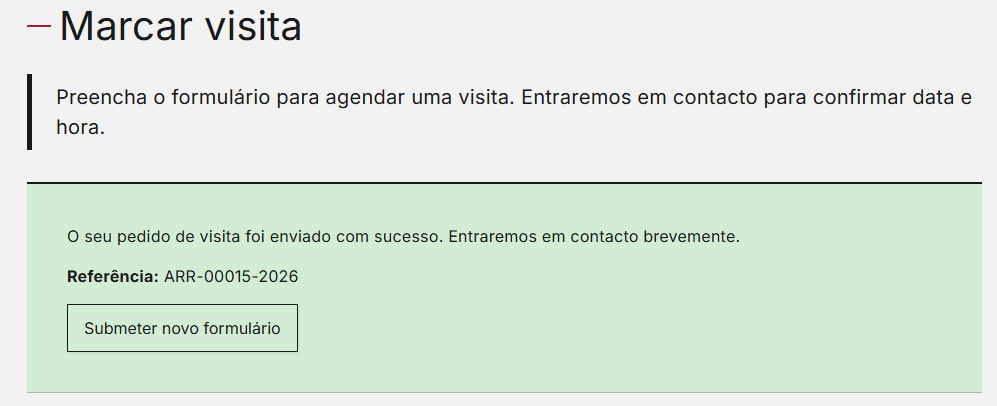 Marcar visita
Preencha o formulário para agendar uma visita. Entraremos em contacto para confirmar data e
hora.
O seu pedido de visita foi enviado com sucesso. Entraremos em contacto brevemente.
Referência: ARR-00015-2026
Submeter novo formulário